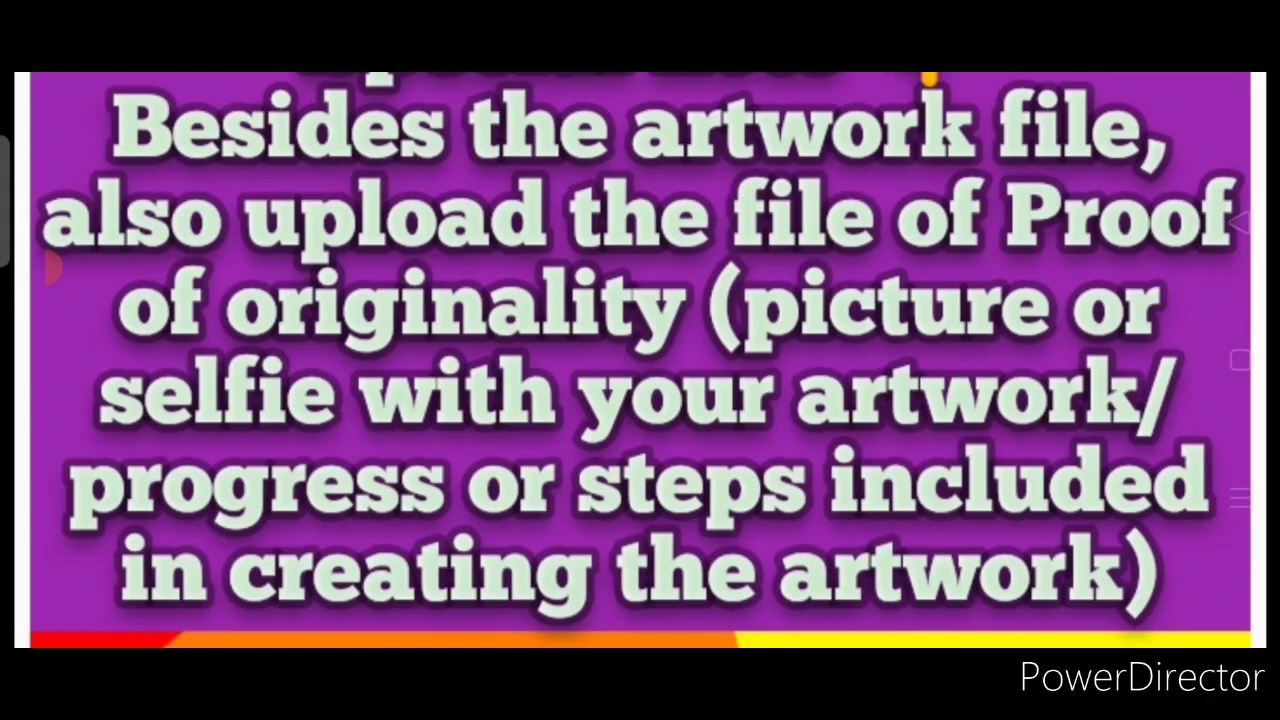 Besides the artwork file,
also upload the file of Proof
of originality (picture or
selfie with your artwork/
progress or steps included
in creating the artwork)
PowerDirector